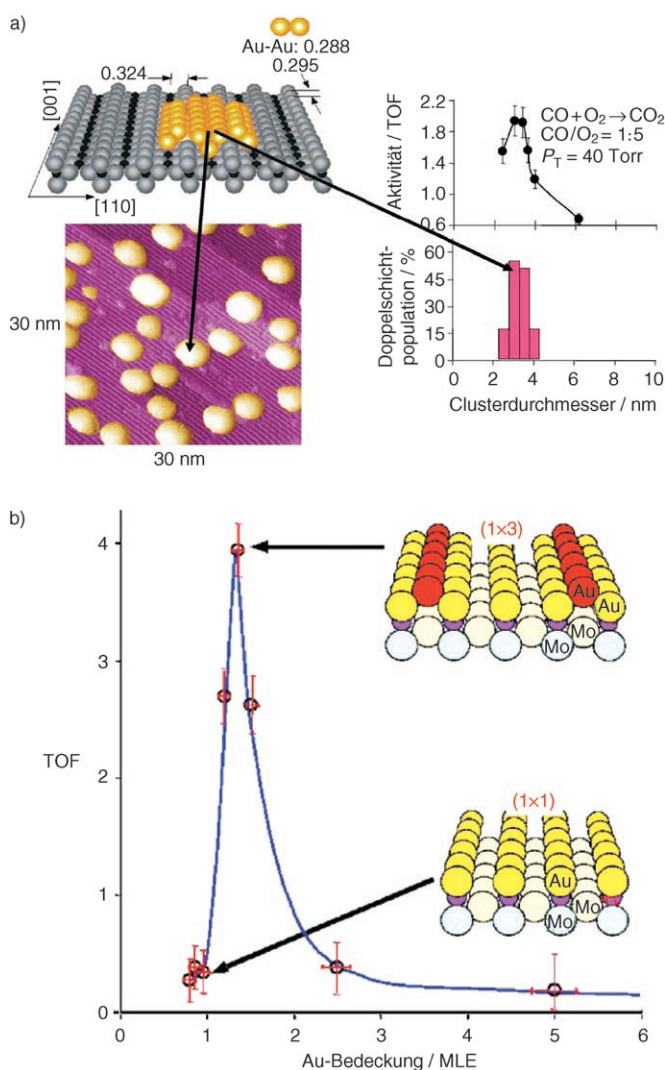 a)
Au-Au: 0.288
0.324
0.295
[001]
[110]
30 nm
30 nm
Aktivität / TOF
2.2
1.8
1.4
1.0
0.6
CO + O₂→CO₂
CO/O₂ = 1:5
P_T = 40 Torr
Doppelschicht-
population / %
60
45
30
15
0
0 2 4 6 8 10
Clusterdurchmesser / nm
b)
TOF
4
3
2
1
0
0 1 2 3 4 5 6
Au-Bedeckung / MLE
(1×3)
Au
Au
Mo
Mo
(1×1)
Au
Mo
Mo